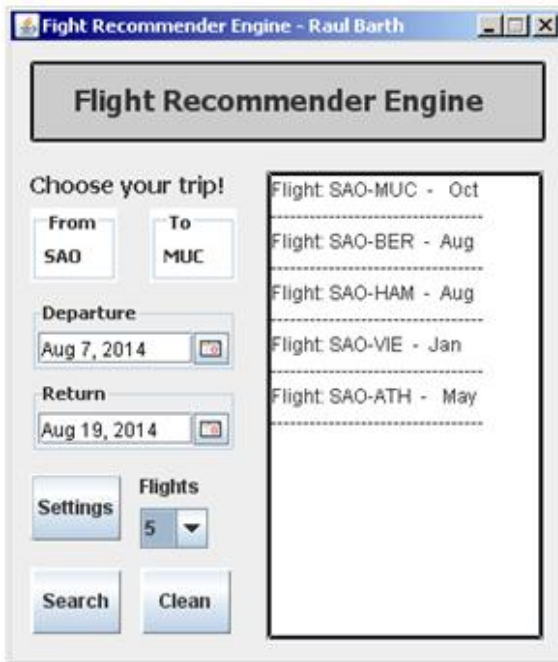 Fight Recommender Engine - Raul Barth
Flight Recommender Engine
Choose your trip!
From
SAO
To
MUC
Departure
Aug 7, 2014
Return
Aug 19, 2014
Settings
Flights
5
Search
Clean
Flight: SAO-MUC - Oct
--------------------------------------
Flight: SAO-BER - Aug
--------------------------------------
Flight: SAO-HAM - Aug
--------------------------------------
Flight: SAO-VIE - Jan
--------------------------------------
Flight: SAO-ATH - May
--------------------------------------